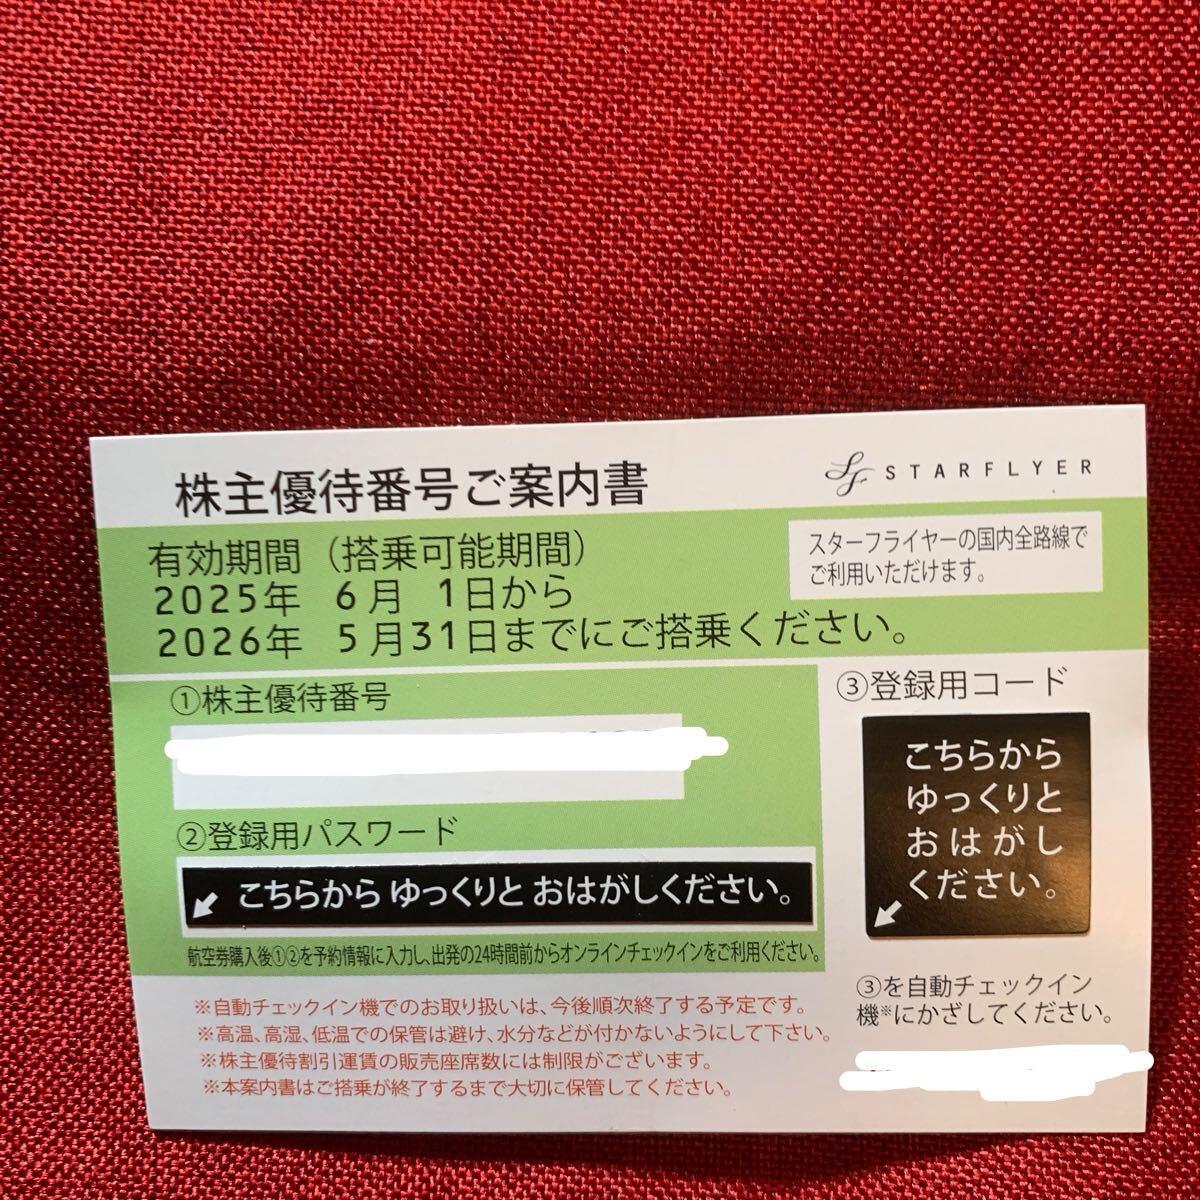 株主優待番号ご案内書
STARFLYER
有効期間（搭乗可能期間）
2025年 6月 1日から
2026年 5月31日までにご搭乗ください。
スターフライヤーの国内全路線で
ご利用いただけます。
①株主優待番号
②登録用パスワード
こちらから ゆっくりと おはがしください。
航空券購入後①②を予約情報に入力し、出発の24時間前からオンラインチェックインをご利用ください。
③登録用コード
こちらから
ゆっくりと
おはがし
ください。
③を自動チェックイン
機※にかざしてください。
※自動チェックイン機でのお取り扱いは、今後順次終了する予定です。
※高温、高湿、低温での保管は避け、水分などが付かないようにして下さい。
※株主優待割引運賃の販売座席数には制限がございます。
※本案内書はご搭乗が終了するまで大切に保管してください。